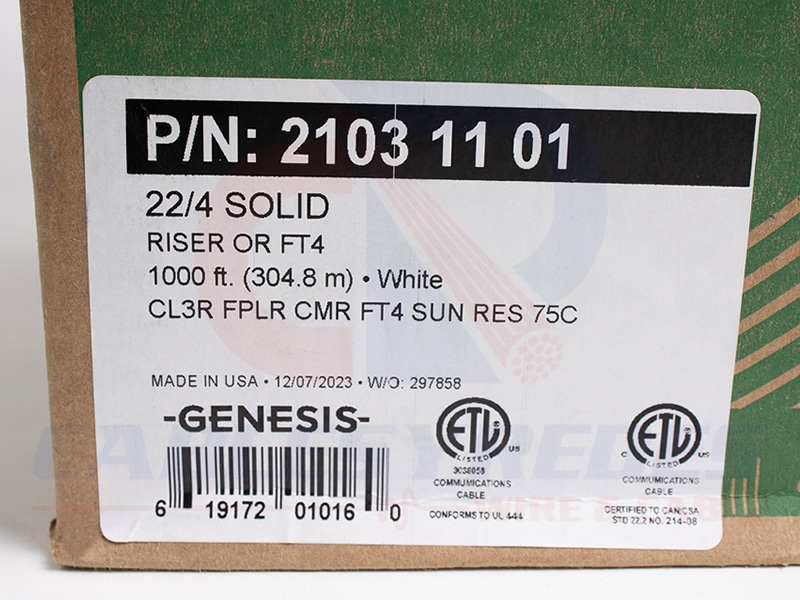 P/N: 2103 11 01
22/4 SOLID
RISER OR FT4
1000 ft. (304.8 m) • White
CL3R FPLR CMR FT4 SUN RES 75C
MADE IN USA • 12/07/2023 • W/O: 297858
-GENESIS-
6 19172 01016 0
ETL
LISTED
US
3038058
COMMUNICATIONS
CABLE
CONFORMS TO UL 444
ETL
LISTED
C US
COMMUNICATIONS
CABLE
CERTIFIED TO CAN/CSA
STD 22.2 NO. 214-08